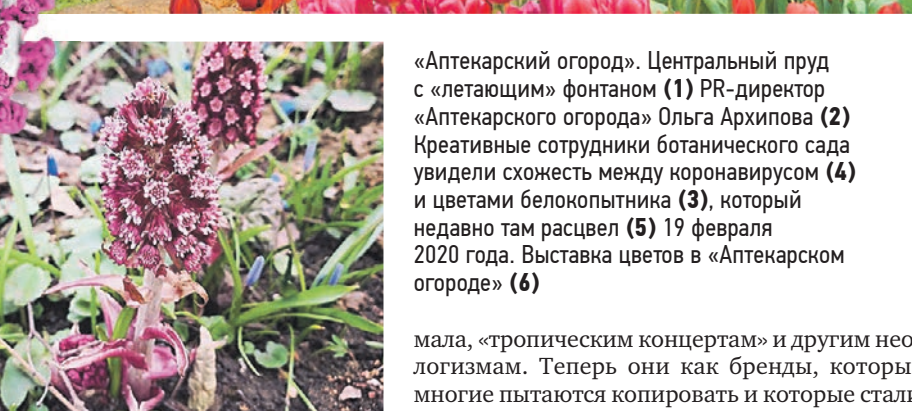 «Аптекарский огород». Центральный пруд
с «летающим» фонтаном (1) PR-директор
«Аптекарского огорода» Ольга Архипова (2)
Креативные сотрудники ботанического сада
увидели схожесть между коронавирусом (4)
и цветами белокопытника (3), который
недавно там расцвел (5) 19 февраля
2020 года. Выставка цветов в «Аптекарском
огороде» (6)
мала, «тропическим концертам» и другим нео
логизмам. Теперь они как бренды, которы
многие пытаются копировать и которые стали